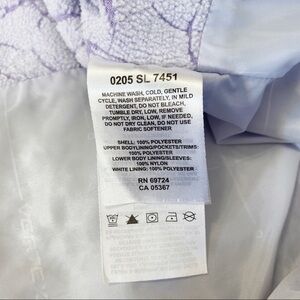 0205 SL 7451
MACHINE WASH, COLD, GENTLE
CYCLE, WASH SEPARATELY, IN MILD
DETERGENT, DO NOT BLEACH,
TUMBLE DRY, LOW, REMOVE
PROMPTLY, IRON, LOW, IF NEEDED,
DO NOT DRY CLEAN, DO NOT USE
FABRIC SOFTENER
SHELL: 100% POLYESTER
UPPER BODYLINING/POCKETS/TRIMS:
100% POLYESTER
LOWER BODY LINING/SLEEVES:
100% NYLON
WHITE LINING: 100% POLYESTER
RN 69724
CA 05367